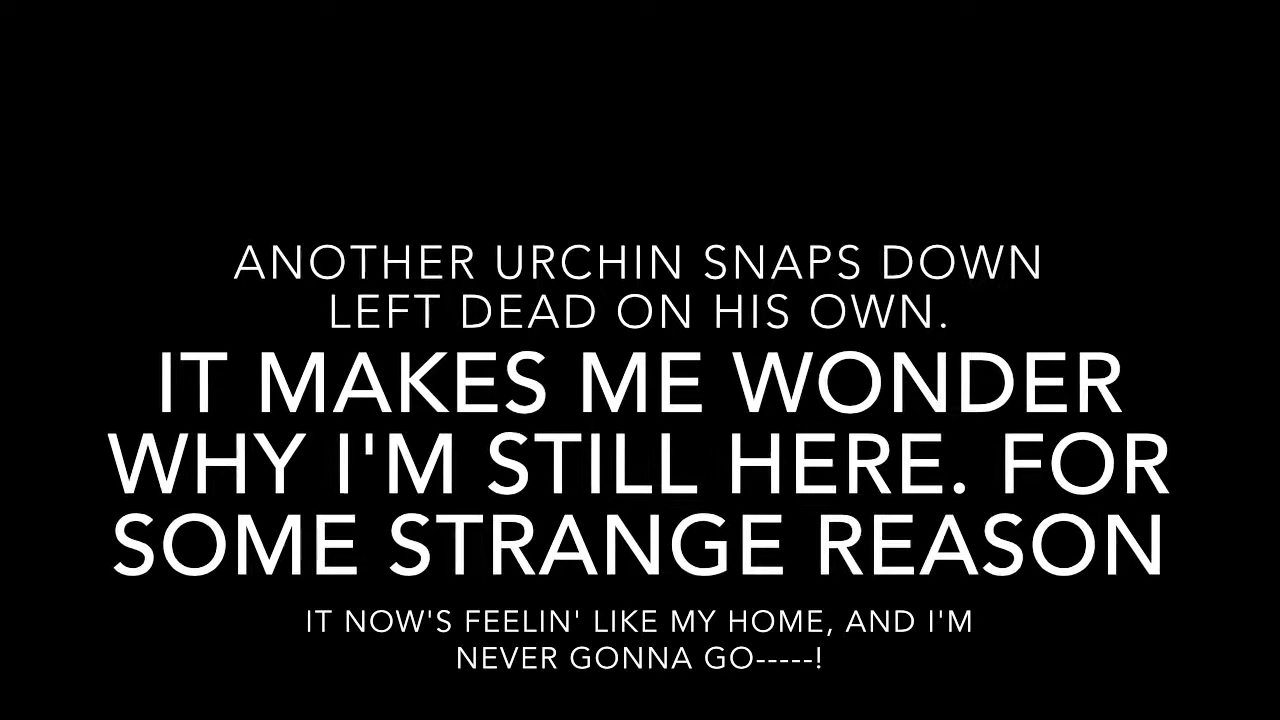 ANOTHER URCHIN SNAPS DOWN
LEFT DEAD ON HIS OWN.
IT MAKES ME WONDER
WHY I'M STILL HERE. FOR
SOME STRANGE REASON
IT NOW'S FEELIN' LIKE MY HOME, AND I'M
NEVER GONNA GO-----!